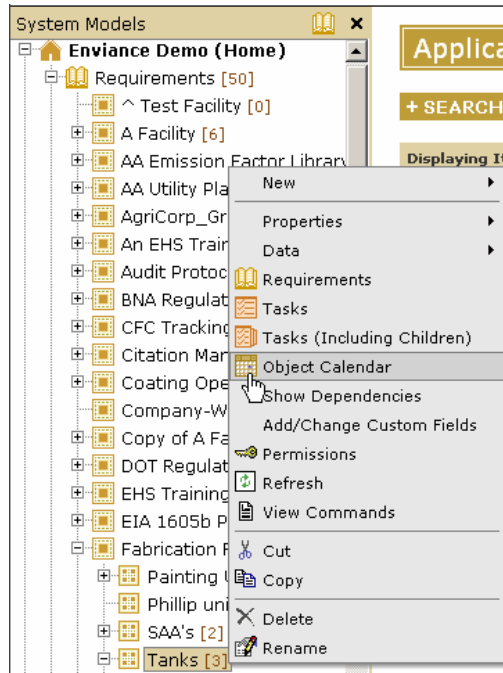 System Models
Enviance Demo (Home)
Applica
Requirements [50]
^ Test Facility [0]
+ SEARCH
A Facility [6]
AA Emission Factor Library
Displaying It
AA Utility Pla
New
AgriCorp_Gr
Properties
An EHS Train
Data
Audit Protoc
Requirements
BNA Regulat
Tasks
CFC Tracking
Tasks (Including Children)
Citation Man
Object Calendar
Coating Ope
Show Dependencies
Company-W
Add/Change Custom Fields
Copy of A Fa
Permissions
DOT Regulat
Refresh
EHS Training
View Commands
EIA 1605b P
Fabrication F
Cut
Painting U
Copy
Phillip uni
Delete
SAA's [2]
Rename
Tanks [3]